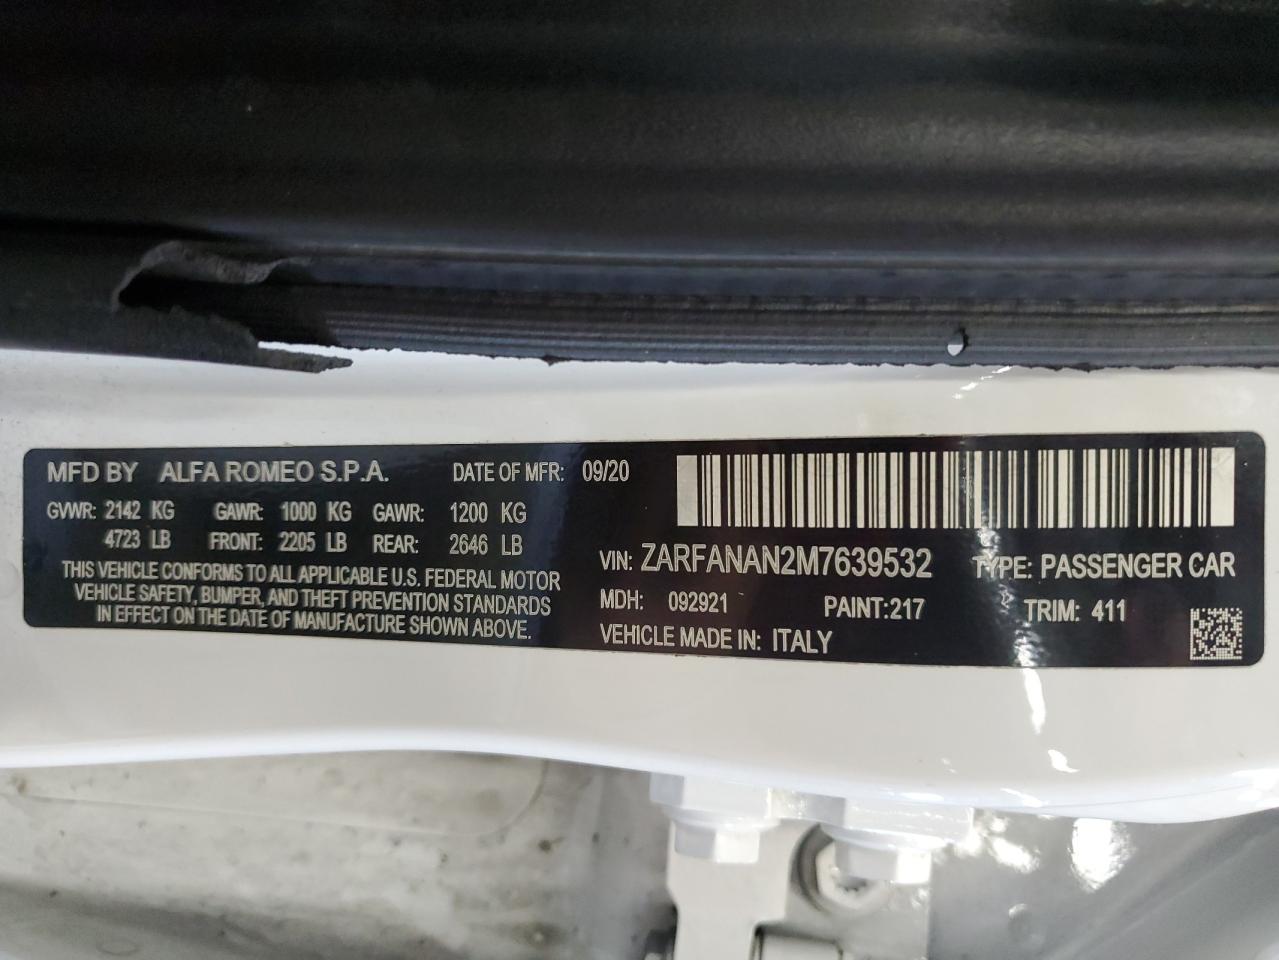 MFD BY ALFA ROMEO S.P.A. DATE OF MFR: 09/20
GVWR: 2142 KG GAWR: 1000 KG GAWR: 1200 KG
4723 LB FRONT: 2205 LB REAR: 2646 LB
THIS VEHICLE CONFORMS TO ALL APPLICABLE U.S. FEDERAL MOTOR
VEHICLE SAFETY, BUMPER, AND THEFT PREVENTION STANDARDS
IN EFFECT ON THE DATE OF MANUFACTURE SHOWN ABOVE.
VIN: ZARFANAN2M7639532 TYPE: PASSENGER CAR
MDH: 092921 PAINT:217 TRIM: 411
VEHICLE MADE IN: ITALY